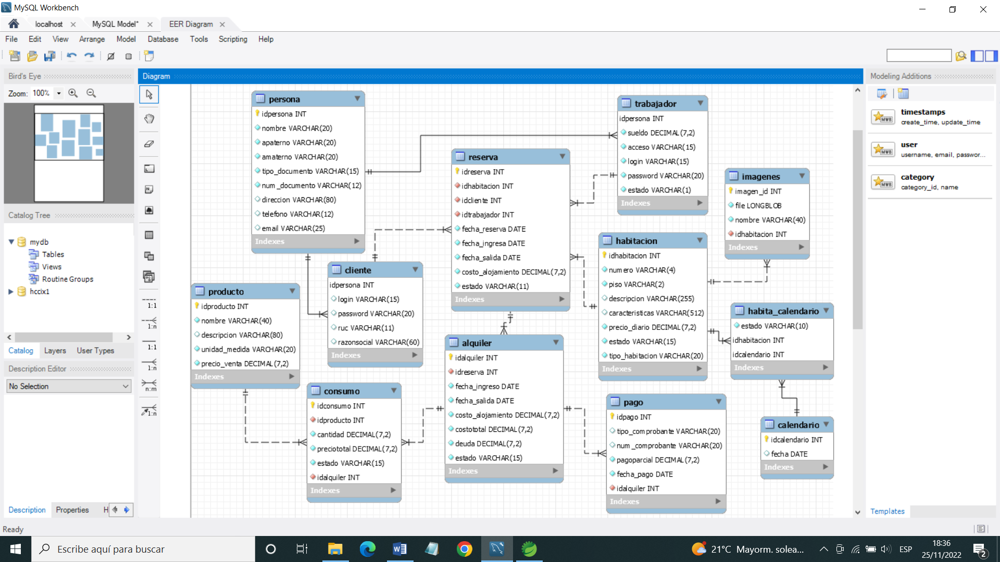 MySQL Workbench
localhost
MySQL Model*
EER Diagram
File Edit View Arrange Model Database Tools Scripting Help
Bird's Eye
Zoom: 100%
Catalog Tree
mydb
Tables
Views
Routine Groups
hccix1
Catalog Layers User Types
Description Editor
No Selection
Description Properties H
Ready
1:1
1:n
1:1
1:n
n:m
1:n
Diagram
persona
idpersona INT
nombre VARCHAR(20)
apaterno VARCHAR(20)
amaterno VARCHAR(20)
tipo_documento VARCHAR(15)
num_documento VARCHAR(12)
direccion VARCHAR(80)
telefono VARCHAR(12)
email VARCHAR(25)
Indexes
trabajador
idpersona INT
sueldo DECIMAL(7,2)
acceso VARCHAR(15)
login VARCHAR(15)
password VARCHAR(20)
estado VARCHAR(1)
Indexes
reserva
idreserva INT
idhabitacion INT
idcliente INT
idtrabajador INT
fecha_reserva DATE
fecha_ingresa DATE
fecha_salida DATE
costo_alojamiento DECIMAL(7,2)
estado VARCHAR(11)
Indexes
imagenes
imagen_id INT
file LONGBLOB
nombre VARCHAR(40)
idhabitacion INT
Indexes
habitacion
idhabitacion INT
numero VARCHAR(4)
piso VARCHAR(2)
descripcion VARCHAR(255)
caracteristicas VARCHAR(512)
precio_diario DECIMAL(7,2)
estado VARCHAR(15)
tipo_habitacion VARCHAR(20)
Indexes
cliente
idpersona INT
login VARCHAR(15)
password VARCHAR(20)
ruc VARCHAR(11)
razonsocial VARCHAR(60)
Indexes
producto
idproducto INT
nombre VARCHAR(40)
descripcion VARCHAR(80)
unidad_medida VARCHAR(20)
precio_venta DECIMAL(7,2)
Indexes
habita_calendario
estado VARCHAR(10)
idhabitacion INT
idcalendario INT
Indexes
alquiler
idalquiler INT
idreserva INT
fecha_ingreso DATE
fecha_salida DATE
costo_alojamiento DECIMAL(7,2)
costototal DECIMAL(7,2)
deuda DECIMAL(7,2)
estado VARCHAR(15)
Indexes
consumo
idconsumo INT
idproducto INT
cantidad DECIMAL(7,2)
preciototal DECIMAL(7,2)
estado VARCHAR(15)
idalquiler INT
Indexes
pago
idpago INT
tipo_comprobante VARCHAR(20)
num_comprobante VARCHAR(20)
pagoparcial DECIMAL(7,2)
fecha_pago DATE
idalquiler INT
Indexes
calendario
idcalendario INT
fecha DATE
Indexes
Modeling Additions
MWB
timestamps
create_time, update_time
MWB
user
username, email, passwor...
MWB
category
category_id, name
Templates
Escribe aquí para buscar
21°C Mayorm. solea...
ESP
18:36
25/11/2022
2